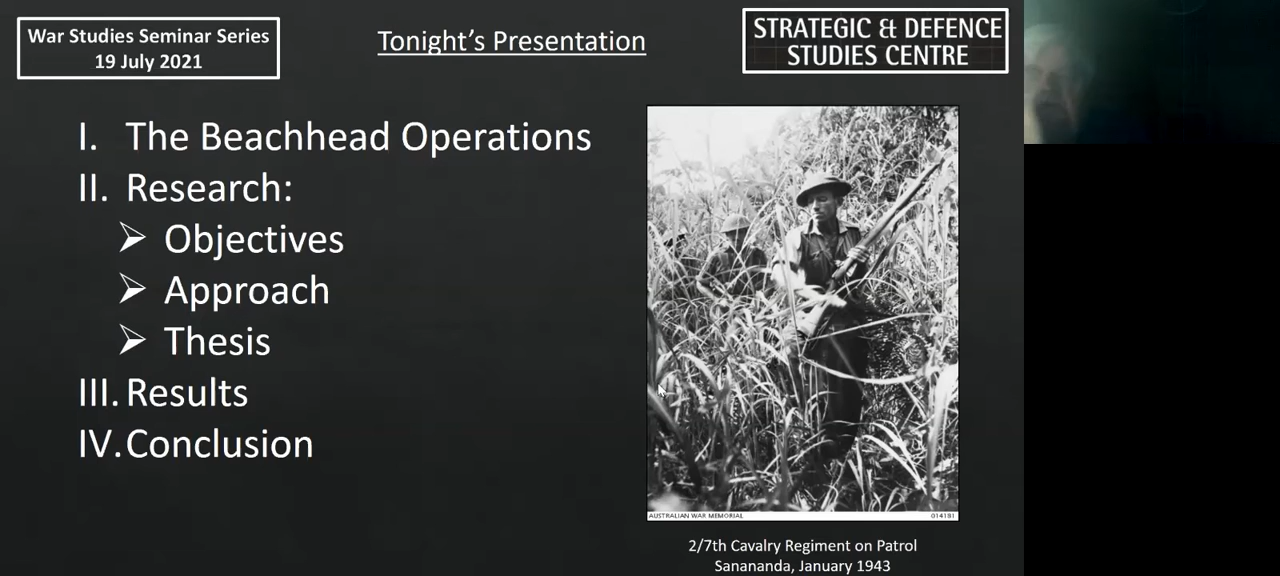 War Studies Seminar Series
19 July 2021
Tonight's Presentation
STRATEGIC & DEFENCE
STUDIES CENTRE
I. The Beachhead Operations
II. Research:
➢ Objectives
➢ Approach
➢ Thesis
III. Results
IV. Conclusion
AUSTRALIAN WAR MEMORIAL 014181
2/7th Cavalry Regiment on Patrol
Sanananda, January 1943